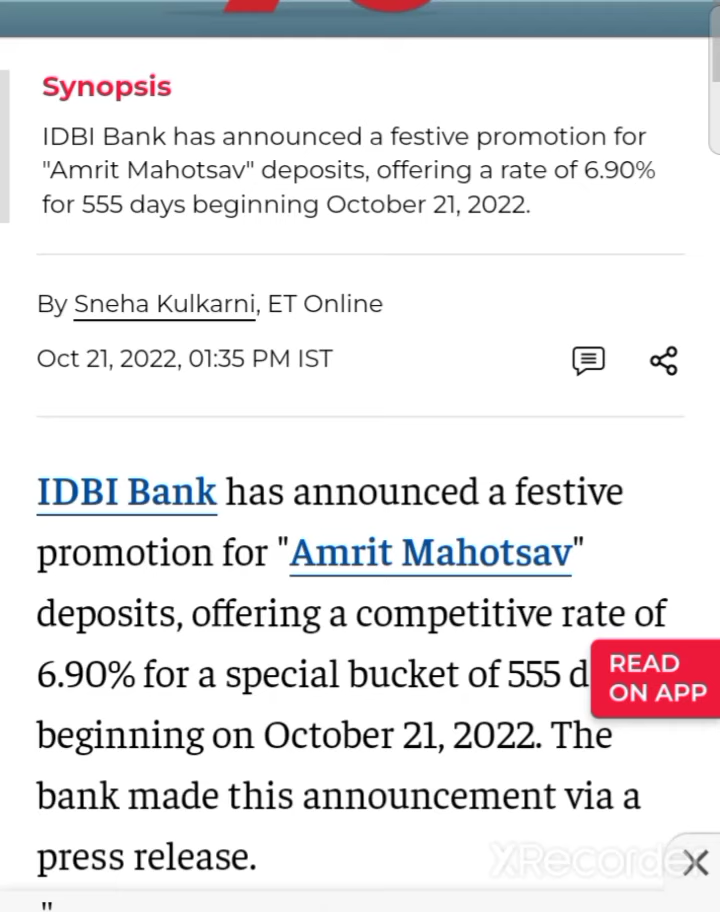 Synopsis
IDBI Bank has announced a festive promotion for
"Amrit Mahotsav" deposits, offering a rate of 6.90%
for 555 days beginning October 21, 2022.
By Sneha Kulkarni, ET Online
Oct 21, 2022, 01:35 PM IST
IDBI Bank has announced a festive
promotion for "Amrit Mahotsav"
deposits, offering a competitive rate of
6.90% for a special bucket of 555 d
READ
ON APP
beginning on October 21, 2022. The
bank made this announcement via a
press release.
XRecorde
"